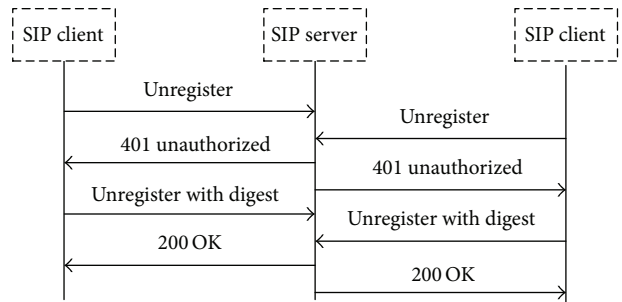 SIP client
SIP server
SIP client
Unregister
Unregister
401 unauthorized
401 unauthorized
Unregister with digest
Unregister with digest
200 OK
200 OK